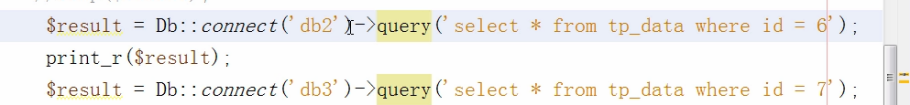 $result = Db::connect('db2')->query('select * from tp_data where id = 6');
print_r($result);
$result = Db::connect('db3')->query('select * from tp_data where id = 7');